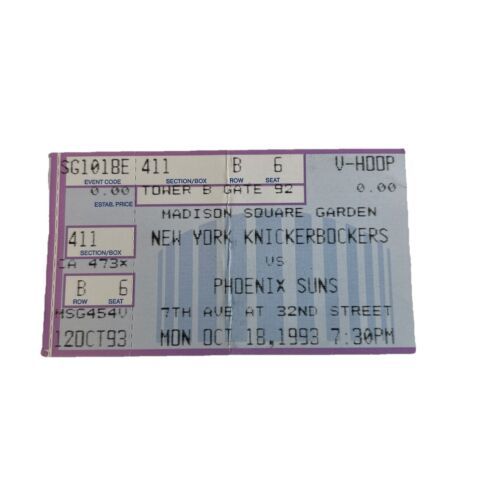 SG101BE 411 B 6 V-HOOP
EVENT CODE SECTION/BOX ROW SEAT
0.00 TOWER B GATE 92 0.00
ESTAB. PRICE
MADISON SQUARE GARDEN
411 NEW YORK KNICKERBOCKERS
SECTION/BOX
CA 473* VS
B 6 PHOENIX SUNS
ROW SEAT
MSG454V 7TH AVE AT 32ND STREET
12OCT93 MON OCT 18,1993 7:30PM